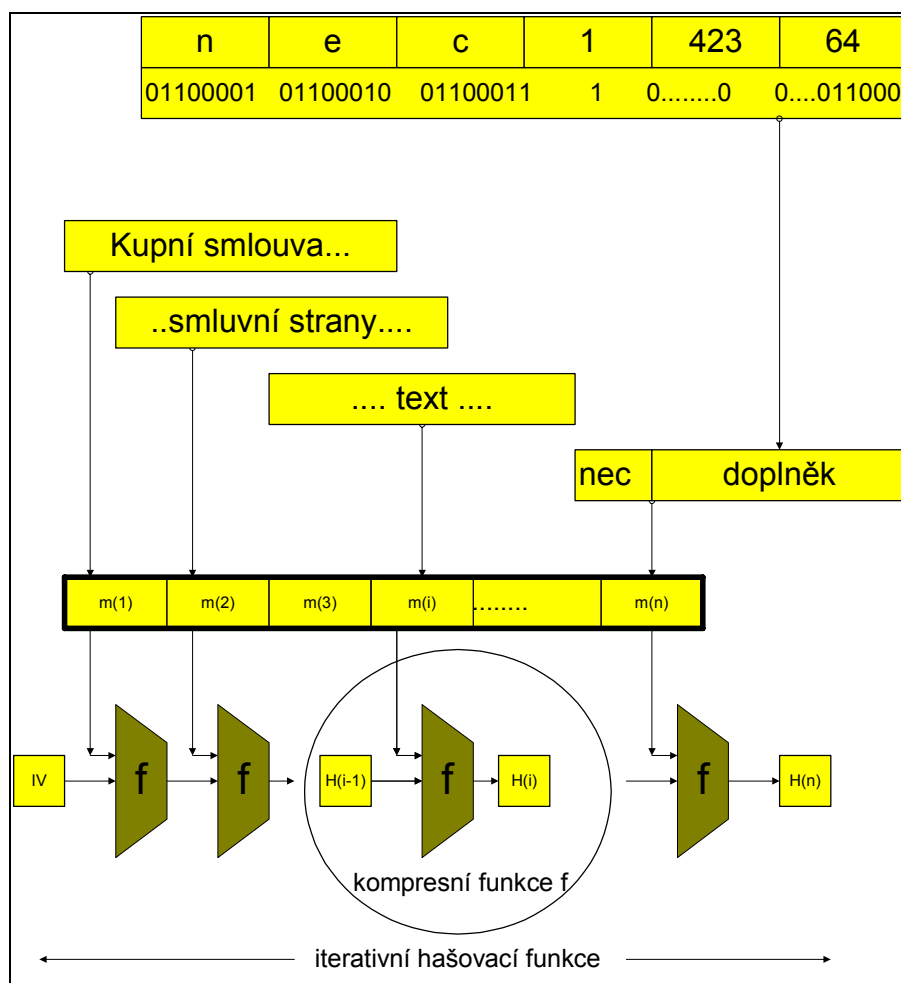 n e c 1 423 64
01100001 01100010 01100011 1 0........0 0....011000
Kupní smlouva...
..smluvní strany....
.... text ....
nec doplněk
m(1) m(2) m(3) m(i) ......... m(n)
IV f f H(i-1) f H(i) f H(n)
kompresní funkce f
iterativní hašovací funkce